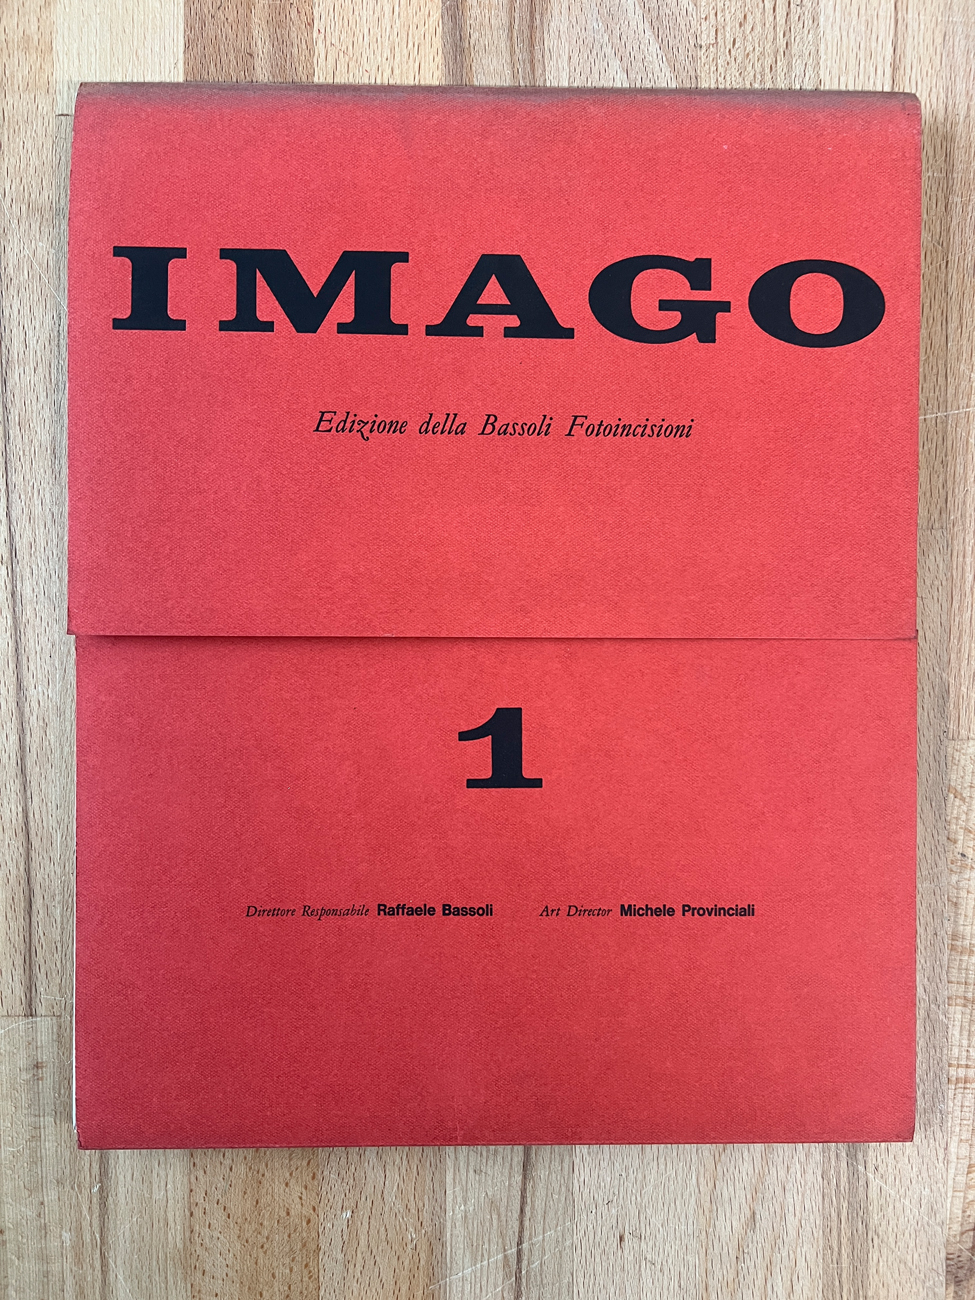 IMAGO
Edizione della Bassoli Fotoincisioni
1
Direttore Responsabile Raffaele Bassoli Art Director Michele Provinciali